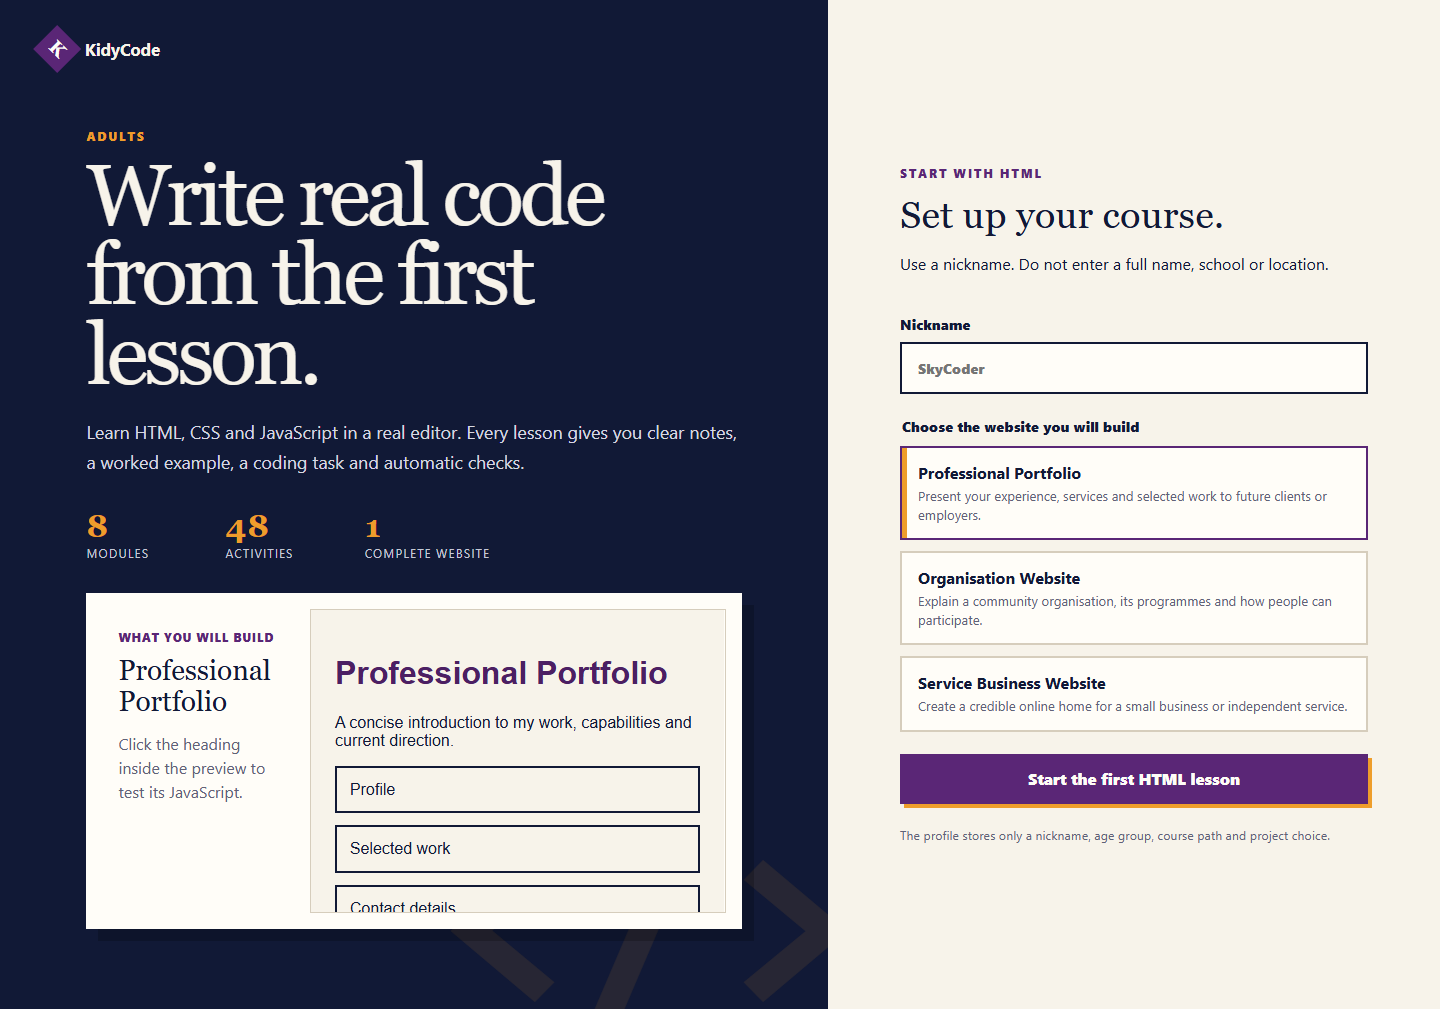 K
KidyCode
ADULTS
Write real code
from the first
lesson.
Learn HTML, CSS and JavaScript in a real editor. Every lesson gives you clear notes,
a worked example, a coding task and automatic checks.
8
MODULES
48
ACTIVITIES
1
COMPLETE WEBSITE
WHAT YOU WILL BUILD
Professional
Portfolio
Click the heading
inside the preview to
test its JavaScript.
Professional Portfolio
A concise introduction to my work, capabilities and
current direction.
Profile
Selected work
Contact details
START WITH HTML
Set up your course.
Use a nickname. Do not enter a full name, school or location.
Nickname
SkyCoder
Choose the website you will build
Professional Portfolio
Present your experience, services and selected work to future clients or
employers.
Organisation Website
Explain a community organisation, its programmes and how people can
participate.
Service Business Website
Create a credible online home for a small business or independent service.
Start the first HTML lesson
The profile stores only a nickname, age group, course path and project choice.